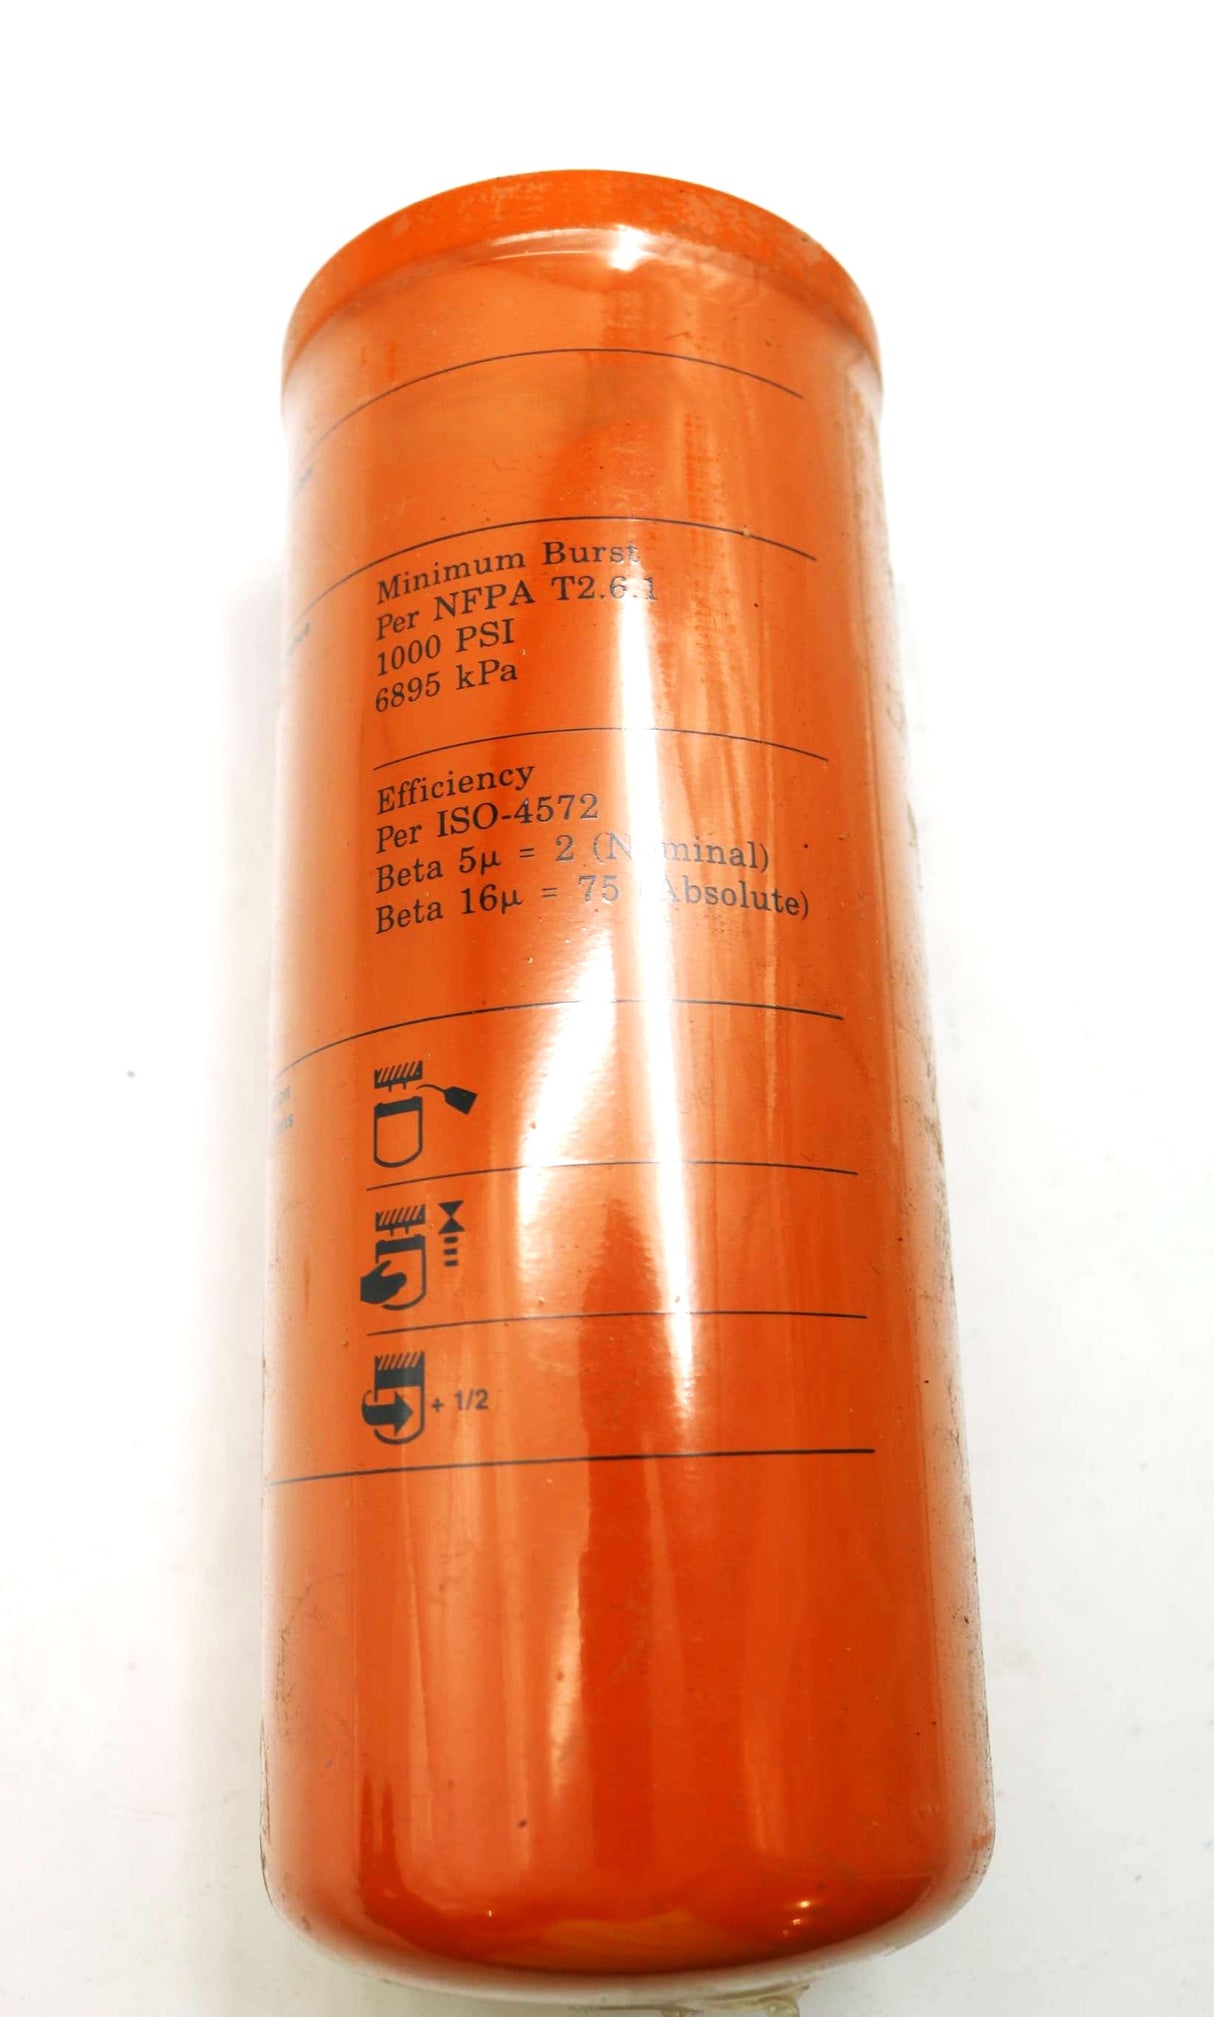 Minimum Burst
Per NFPA T2.6.1
1000 PSI
6895 kPa
Efficiency
Per ISO-4572
Beta 5µ = 2 (Nominal)
Beta 16µ = 75 (Absolute)
+ 1/2